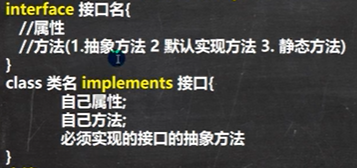 interface 接口名{
//属性
//方法(1.抽象方法 2 默认实现方法 3. 静态方法)
}
class 类名 implements 接口{
自己属性;
自己方法;
必须实现的接口的抽象方法
}